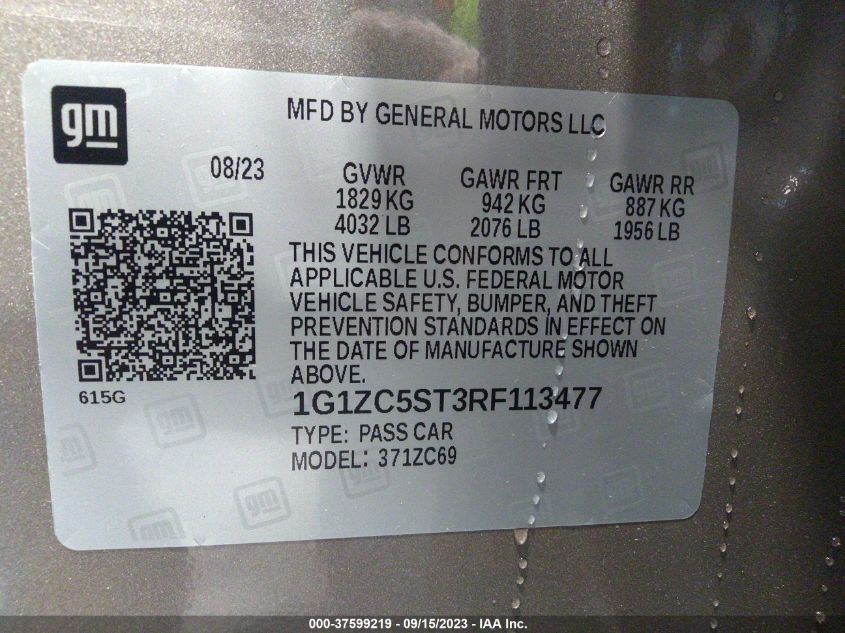 gm
MFD BY GENERAL MOTORS LLC
08/23
GVWR
1829 KG
4032 LB
GAWR FRT
942 KG
2076 LB
GAWR RR
887 KG
1956 LB
THIS VEHICLE CONFORMS TO ALL
APPLICABLE U.S. FEDERAL MOTOR
VEHICLE SAFETY, BUMPER, AND THEFT
PREVENTION STANDARDS IN EFFECT ON
THE DATE OF MANUFACTURE SHOWN
ABOVE.
615G
1G1ZC5ST3RF113477
TYPE: PASS CAR
MODEL: 371ZC69
000-37599219 - 09/15/2023 - IAA Inc.